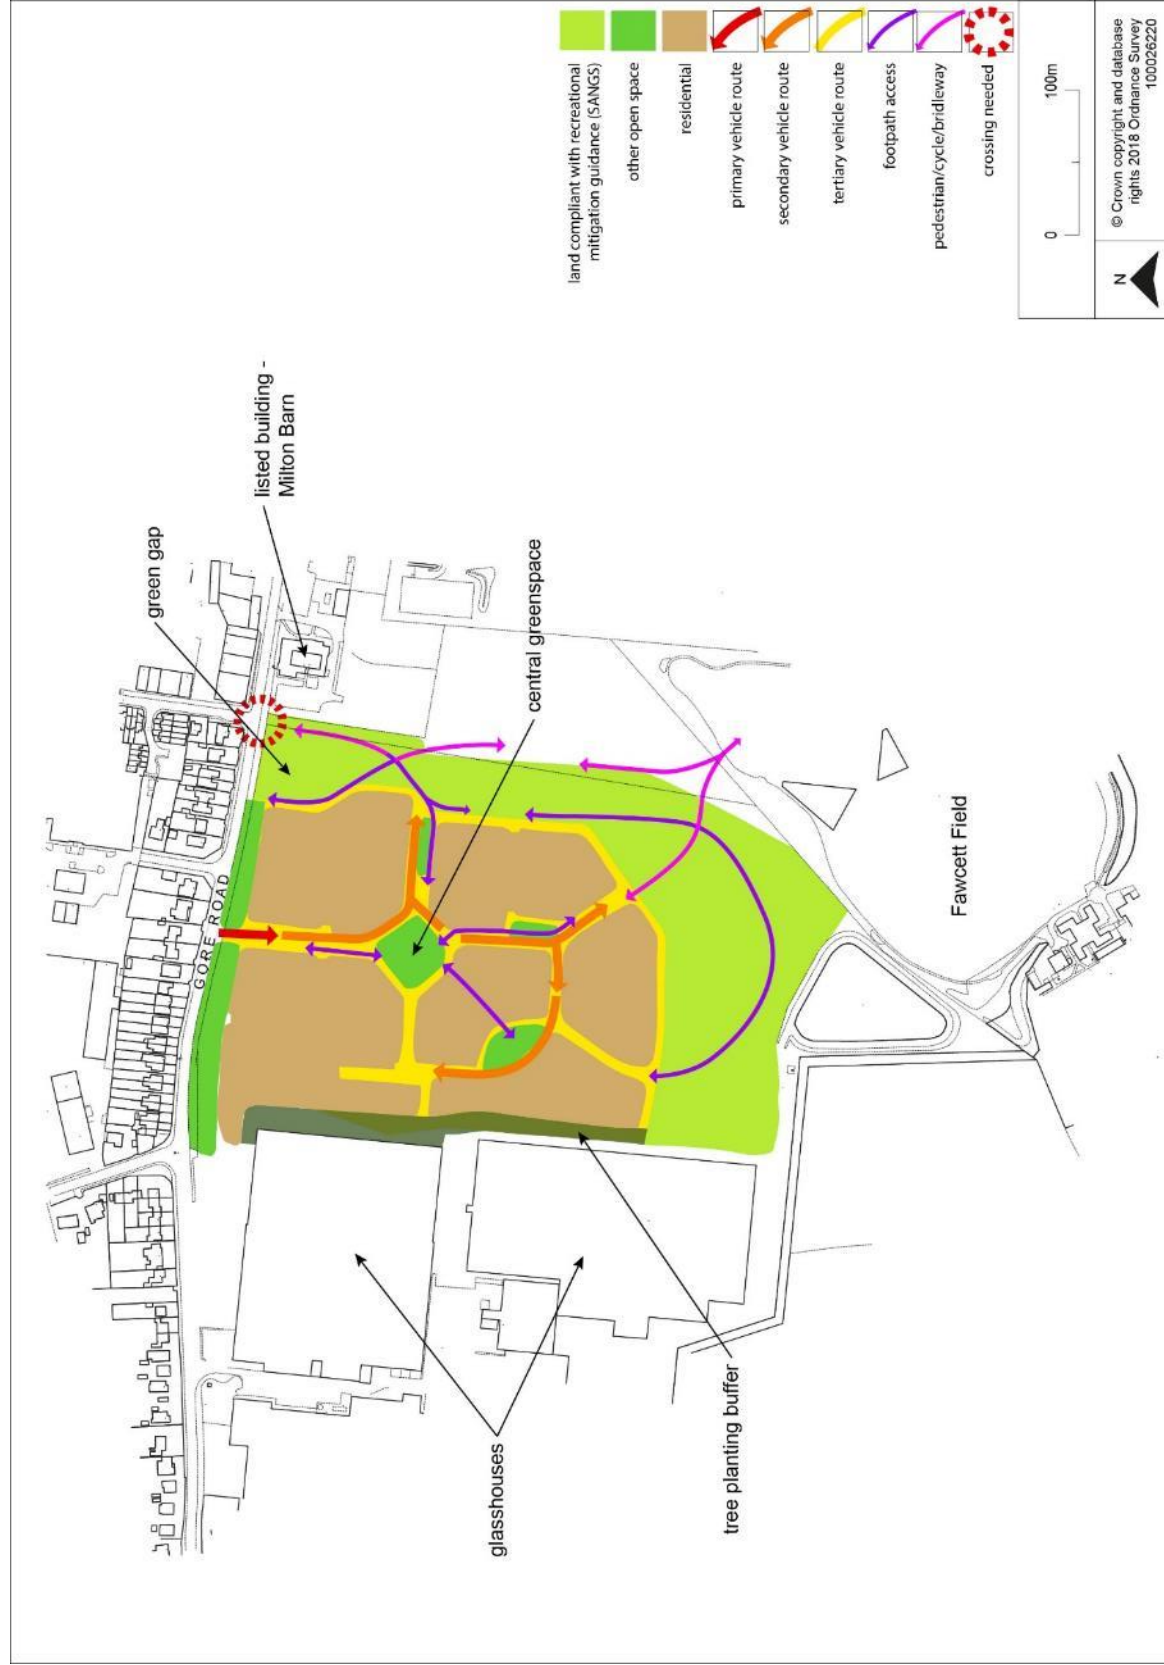 green gap
listed building -
Milton Barn
GORE ROAD
central greenspace
glasshouses
tree planting buffer
Fawcett Field
land compliant with recreational
mitigation guidance (SANGS)
other open space
residential
primary vehicle route
secondary vehicle route
tertiary vehicle route
footpath access
pedestrian/cycle/bridleway
crossing needed
0
100m
N
© Crown copyright and database
rights 2018 Ordnance Survey
100026220